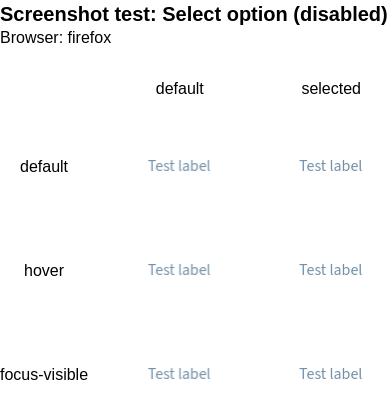 Screenshot test: Select option (disabled)
Browser: firefox
default selected
default Test label Test label
hover Test label Test label
focus-visible Test label Test label